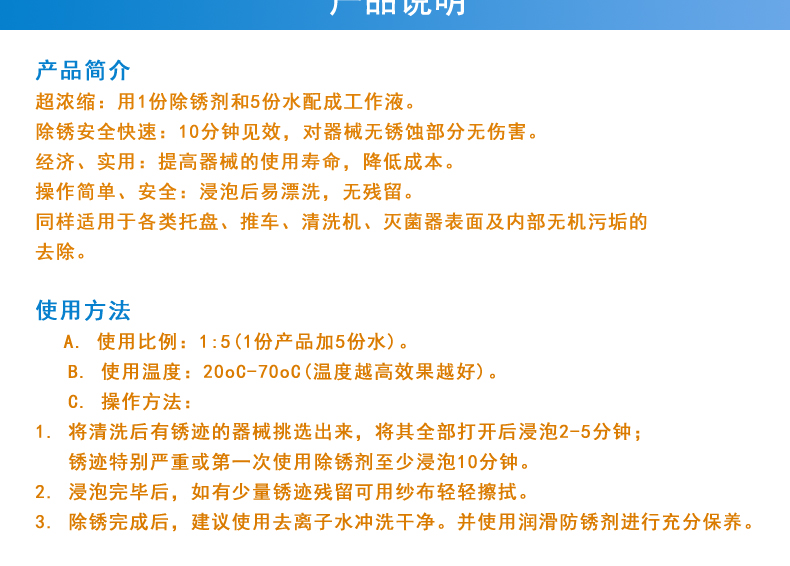 产品说明
产品简介
超浓缩：用1份除锈剂和5份水配成工作液。
除锈安全快速：10分钟见效，对器械无锈蚀部分无伤害。
经济、实用：提高器械的使用寿命，降低成本。
操作简单、安全：浸泡后易漂洗，无残留。
同样适用于各类托盘、推车、清洗机、灭菌器表面及内部无机污垢的
去除。
使用方法
A. 使用比例：1:5(1份产品加5份水)。
B. 使用温度：20oC-70oC(温度越高效果越好)。
C. 操作方法：
1. 将清洗后有锈迹的器械挑选出来，将其全部打开后浸泡2-5分钟；
锈迹特别严重或第一次使用除锈剂至少浸泡10分钟。
2. 浸泡完毕后，如有少量锈迹残留可用纱布轻轻擦拭。
3. 除锈完成后，建议使用去离子水冲洗干净。并使用润滑防锈剂进行充分保养。